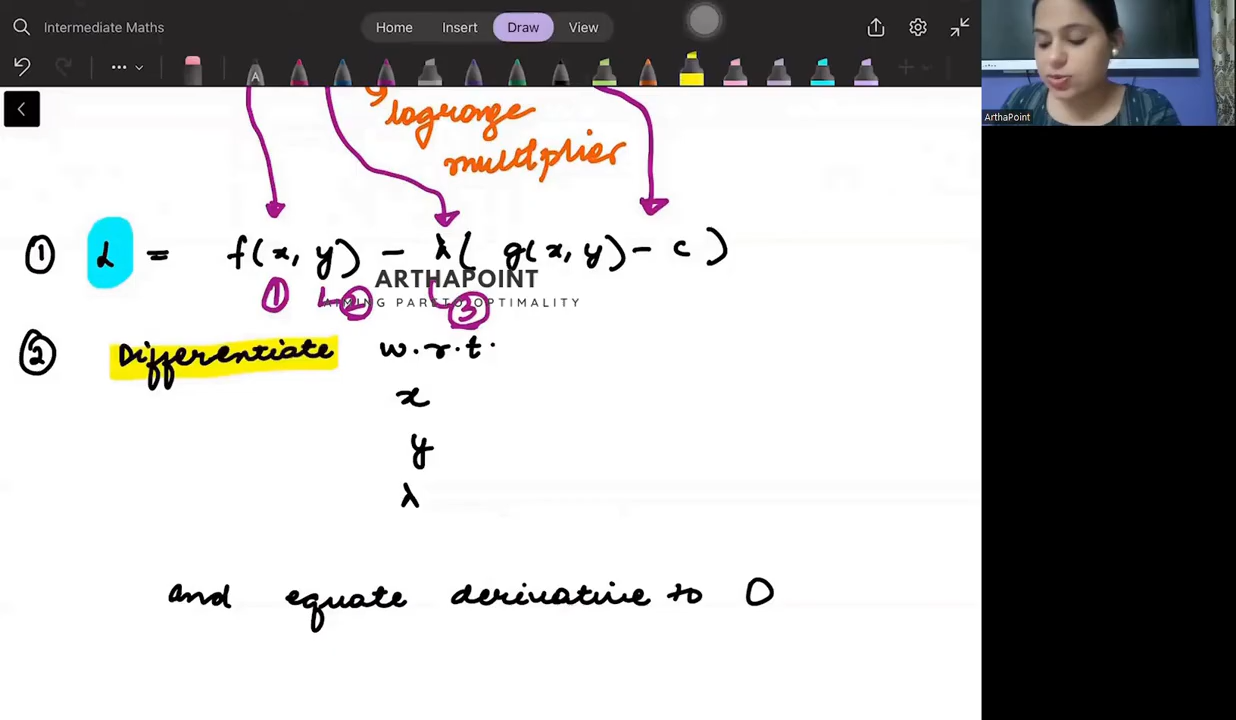 Intermediate Maths
Home Insert Draw View
ArthaPoint
lagrange
multiplier
① L = f(x, y) - λ( g(x, y) - c )
① ② ③
ARTHAPOINT
AIMING PARETO OPTIMALITY
② Differentiate w.r.t.
x
y
λ
and equate derivative to 0